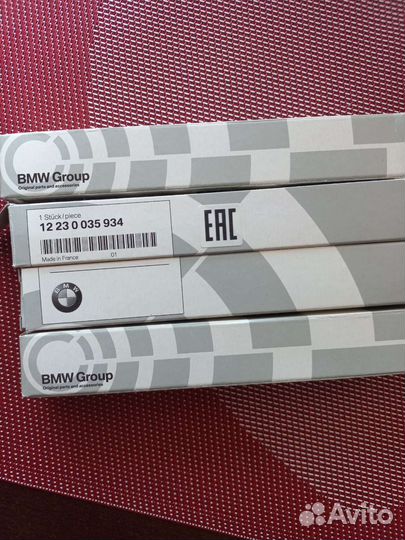 BMW Group
Original parts and accessories
1 Stück/piece
12 23 0 035 934
Made in France 01
EAC
BMW
BMW Group
Original parts and accessories
Avito